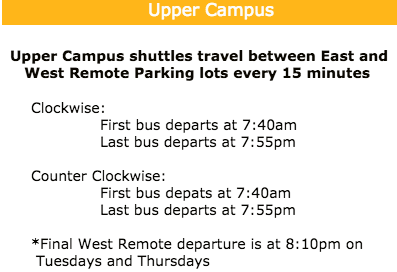 Upper Campus
Upper Campus shuttles travel between East and
West Remote Parking lots every 15 minutes
Clockwise:
First bus departs at 7:40am
Last bus departs at 7:55pm
Counter Clockwise:
First bus depats at 7:40am
Last bus departs at 7:55pm
*Final West Remote departure is at 8:10pm on
Tuesdays and Thursdays